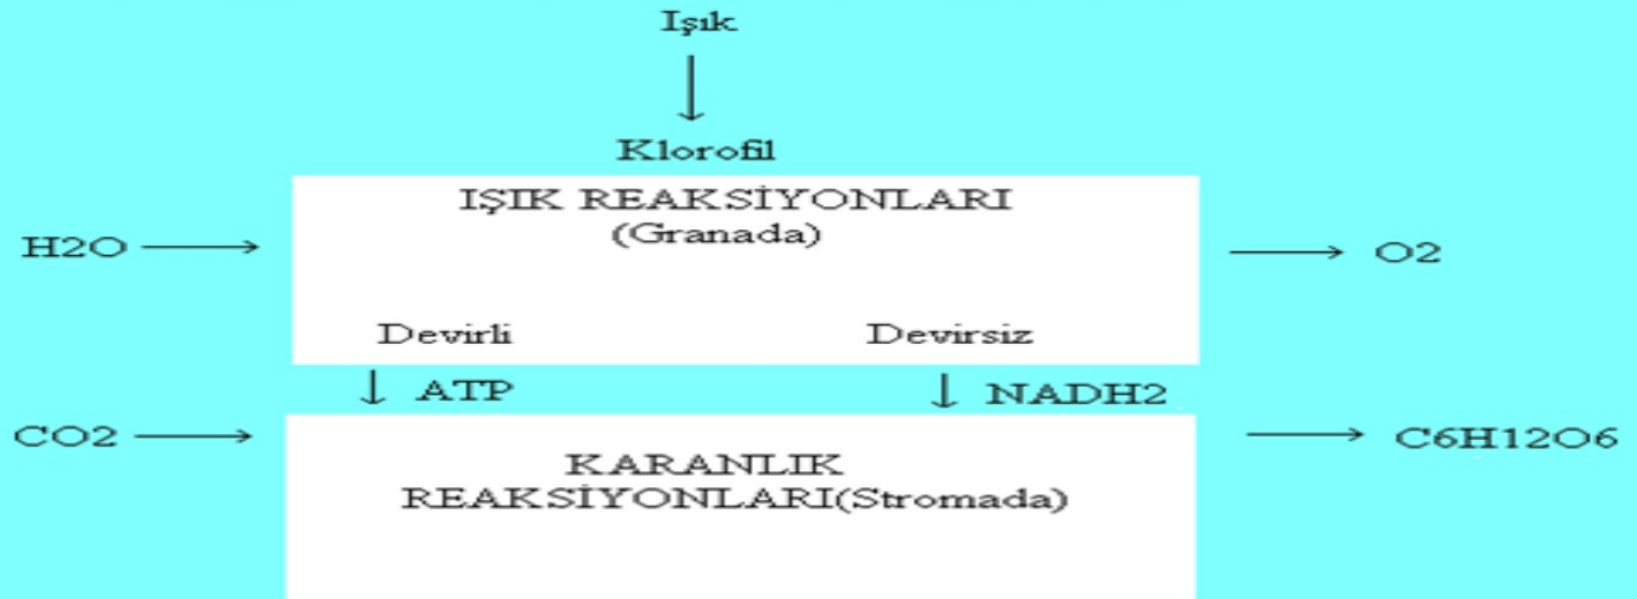 Işık
Klorofil
IŞIK REAKSİYONLARI
(Granada)
H2O
O2
Devirli
Devirsiz
ATP
NADH2
CO2
C6H12O6
KARANLIK
REAKSİYONLARI(Stromada)